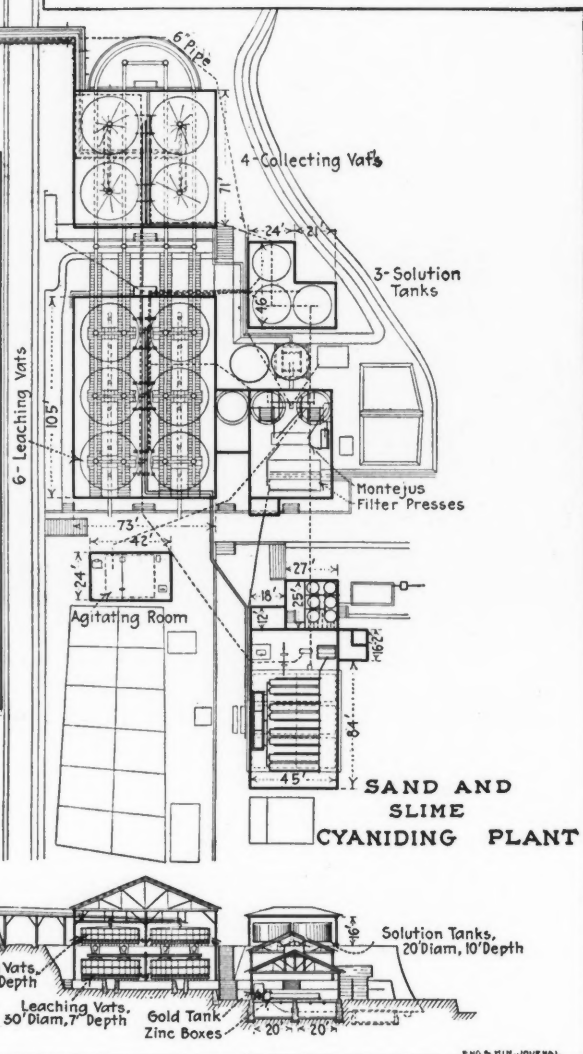 6" Pipe
4-Collecting Vats
71'
24' 21'
3-Solution
Tanks
46'
6-Leaching Vats
105'
Montejus
Filter Presses
73'
42'
24'
Agitating Room
27'
18'
25'
12'
16'2"
84'
45'
SAND AND
SLIME
CYANIDING PLANT
16'
Solution Tanks,
20'Diam, 10'Depth
Vats,
Depth
Leaching Vats,
30'Diam, 7' Depth
Gold Tank
Zinc Boxes
20' 20'
ENG. & MIN. JOURNAL